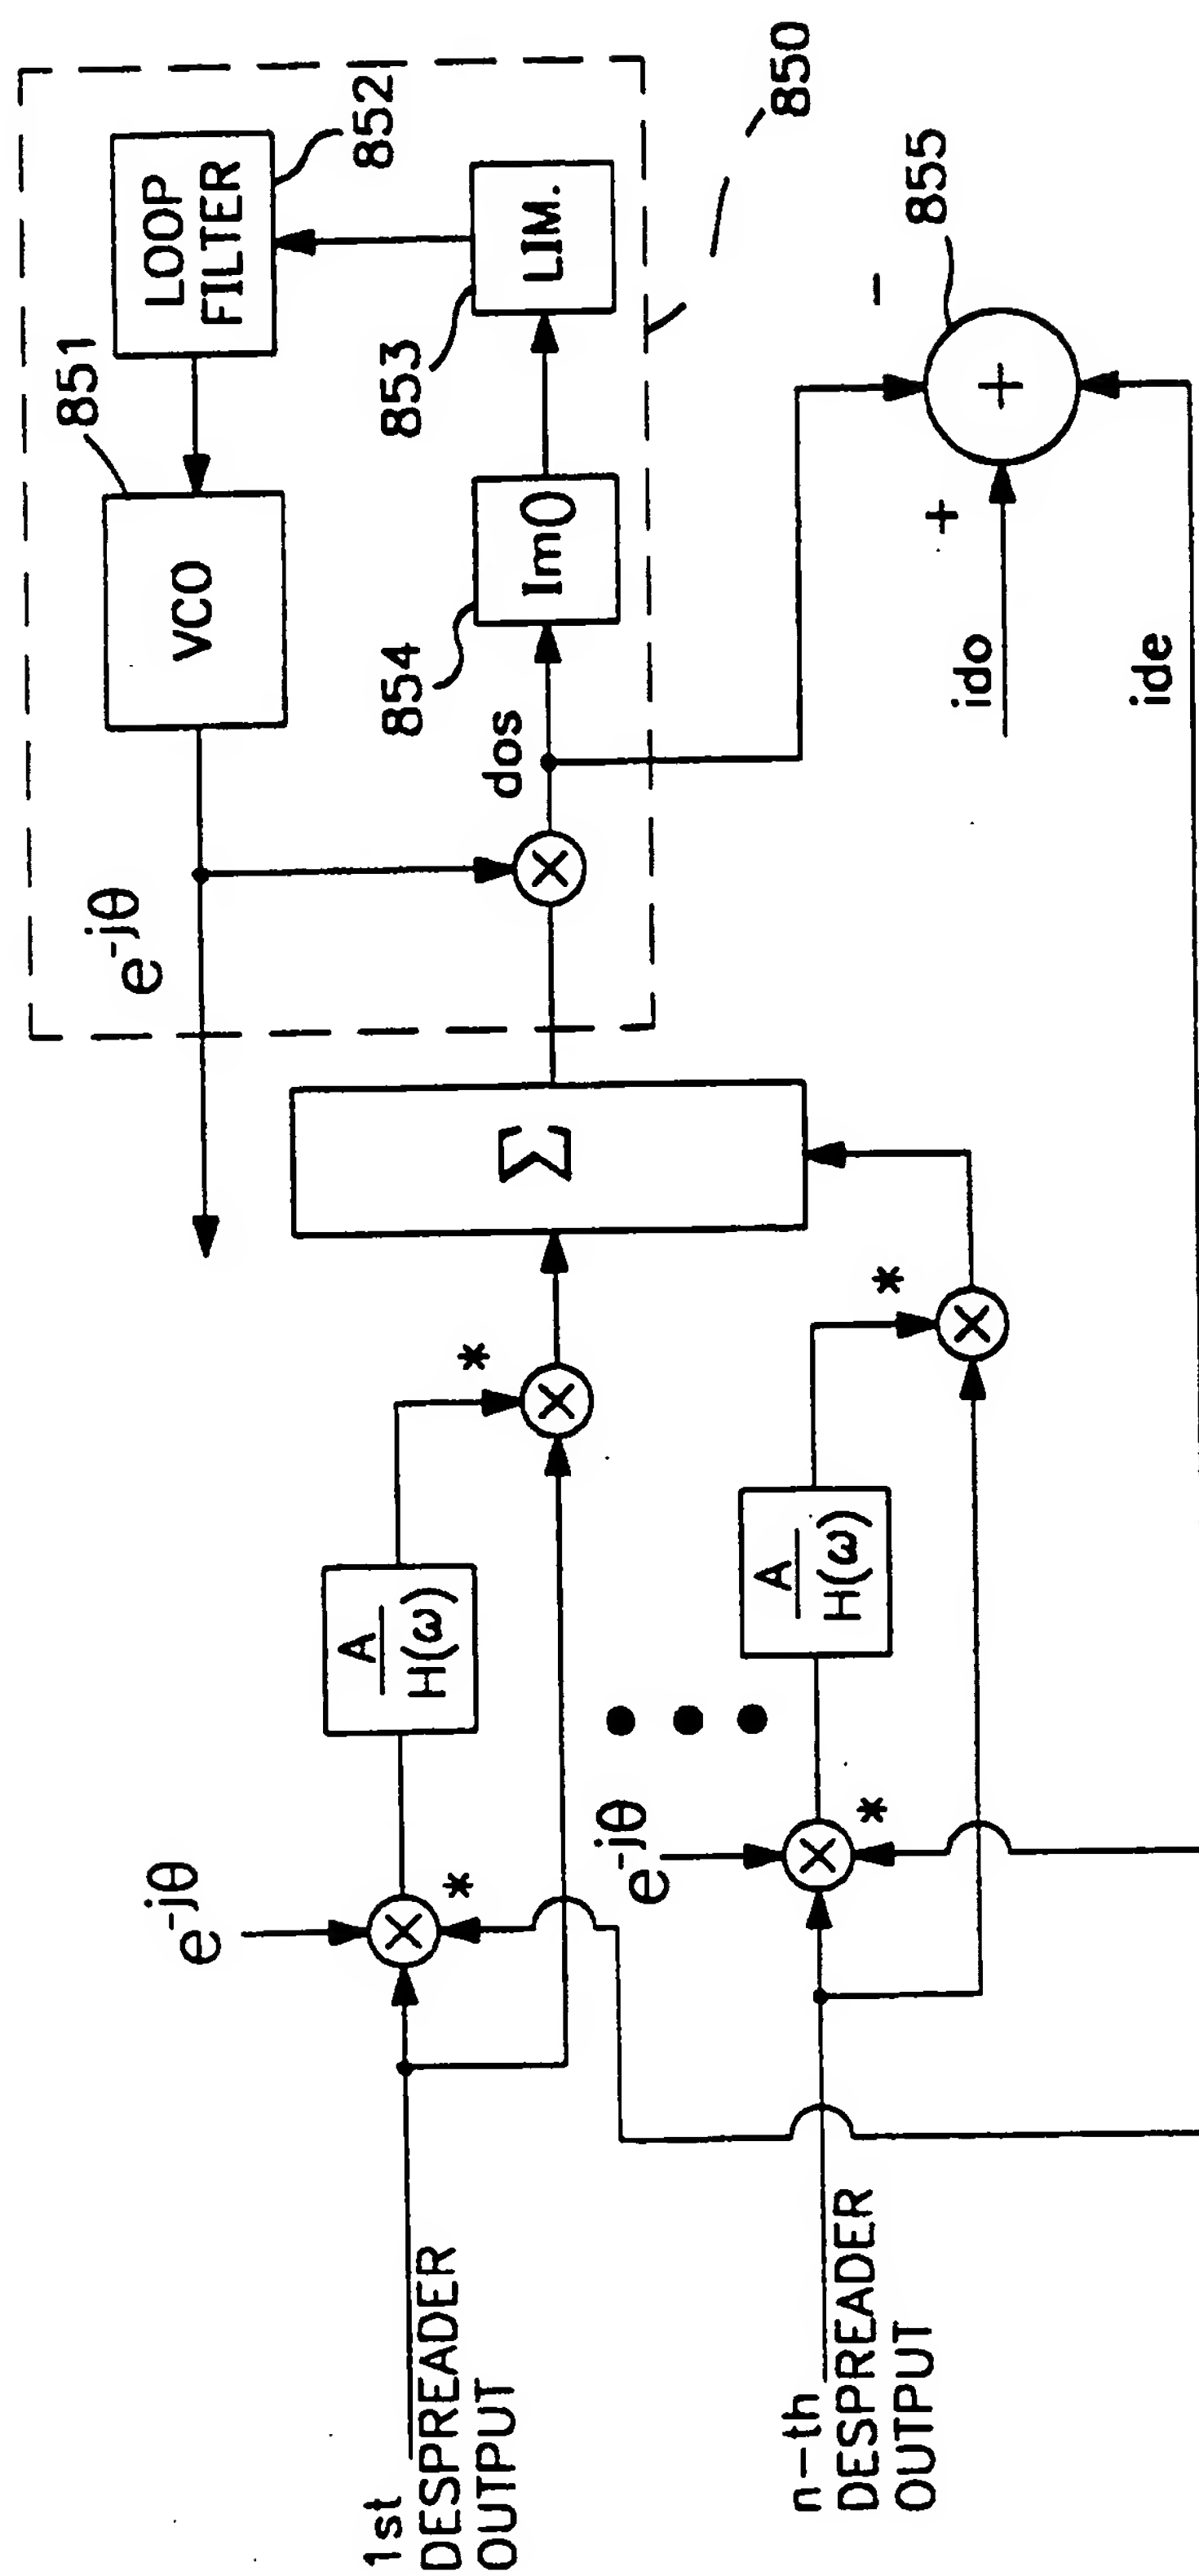 1st
DESPREADER
OUTPUT
e^-jθ
*
A
H(ω)
*
×
×
n-th
DESPREADER
OUTPUT
e^-jθ
*
A
H(ω)
*
×
×
Σ
e^-jθ
VCO
851
LOOP
FILTER
852
×
dos
854
Im()
853
LIM.
850
ido
+
+
-
855
ide